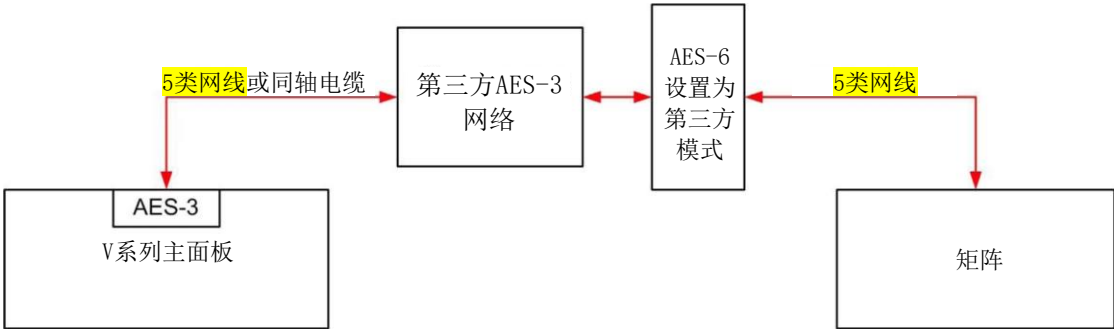 5类网线或同轴电缆
第三方AES-3
网络
AES-6
设置为
第三方
模式
5类网线
AES-3
V系列主面板
矩阵